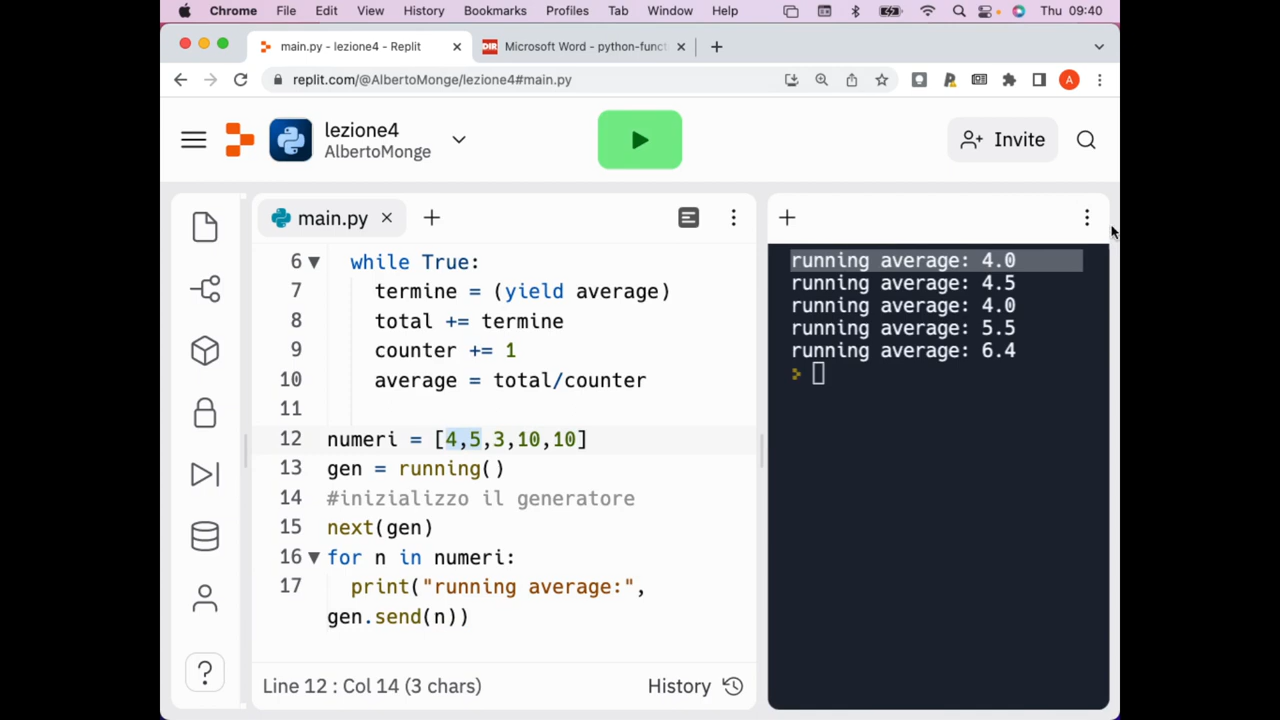 Chrome File Edit View History Bookmarks Profiles Tab Window Help Thu 09:40
main.py - lezione4 - Replit
DIR Microsoft Word - python-funct
replit.com/@AlbertoMonge/lezione4#main.py
A
lezione4
AlbertoMonge
Invite
main.py
6 while True:
7 termine = (yield average)
8 total += termine
9 counter += 1
10 average = total/counter
11
12 numeri = [4,5,3,10,10]
13 gen = running()
14 #inizializzo il generatore
15 next(gen)
16 for n in numeri:
17 print("running average:",
gen.send(n))
Line 12 : Col 14 (3 chars)
History
running average: 4.0
running average: 4.5
running average: 4.0
running average: 5.5
running average: 6.4